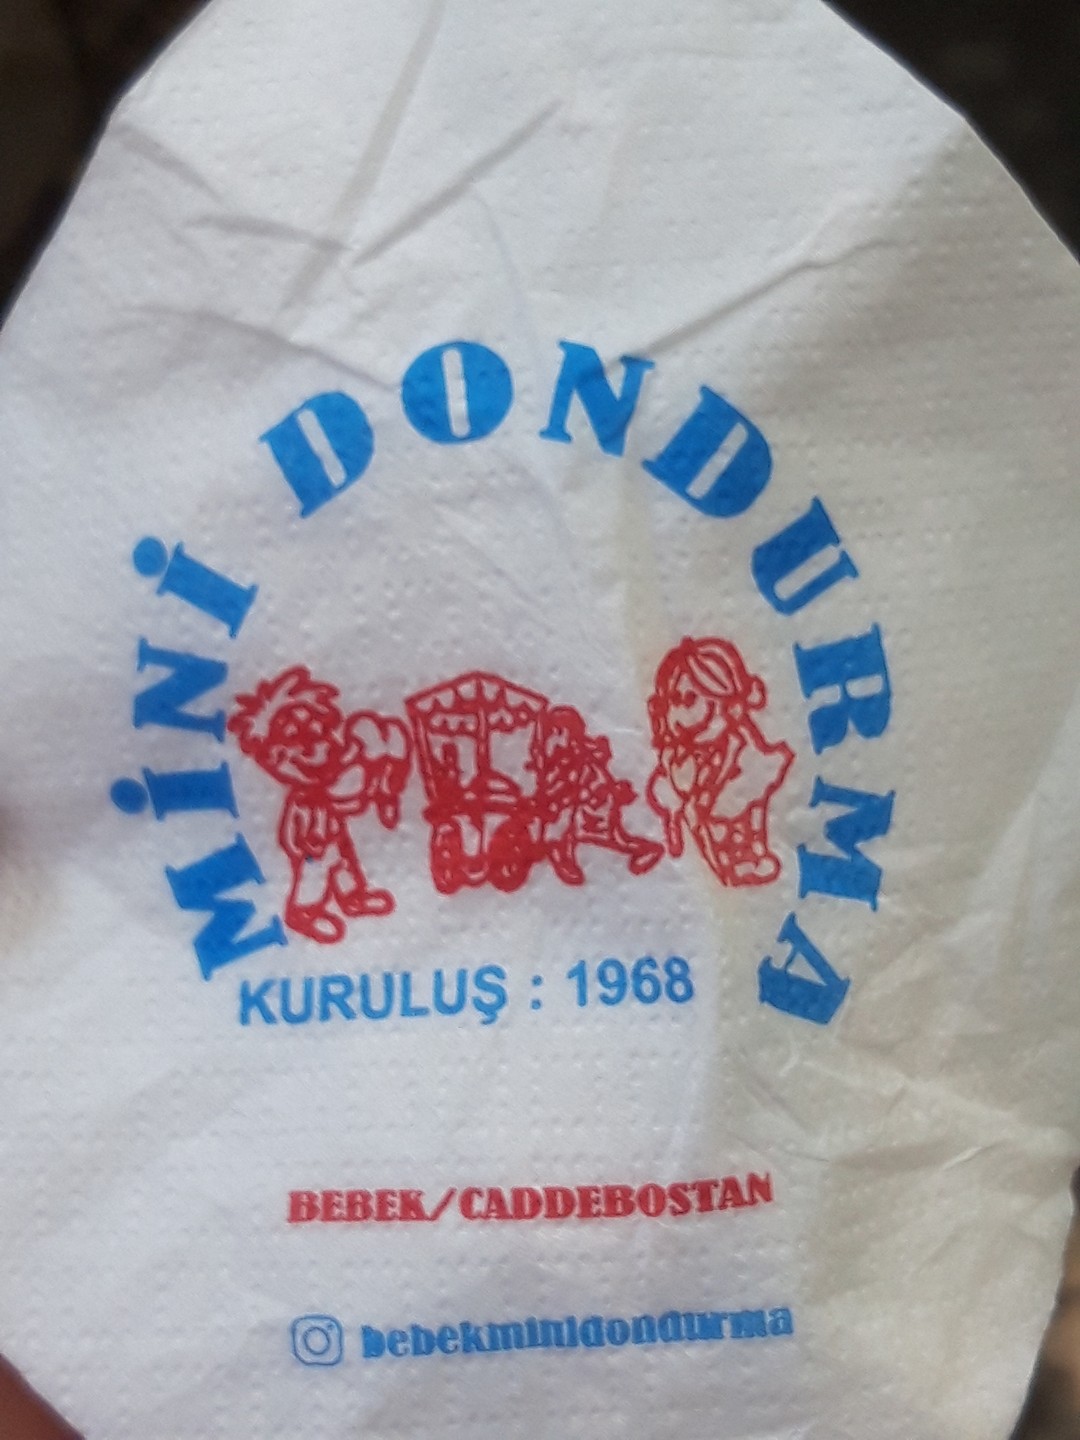 MİNİ DONDURMA
KURULUŞ : 1968
BEBEK/CADDEBOSTAN
bebekminidondurma